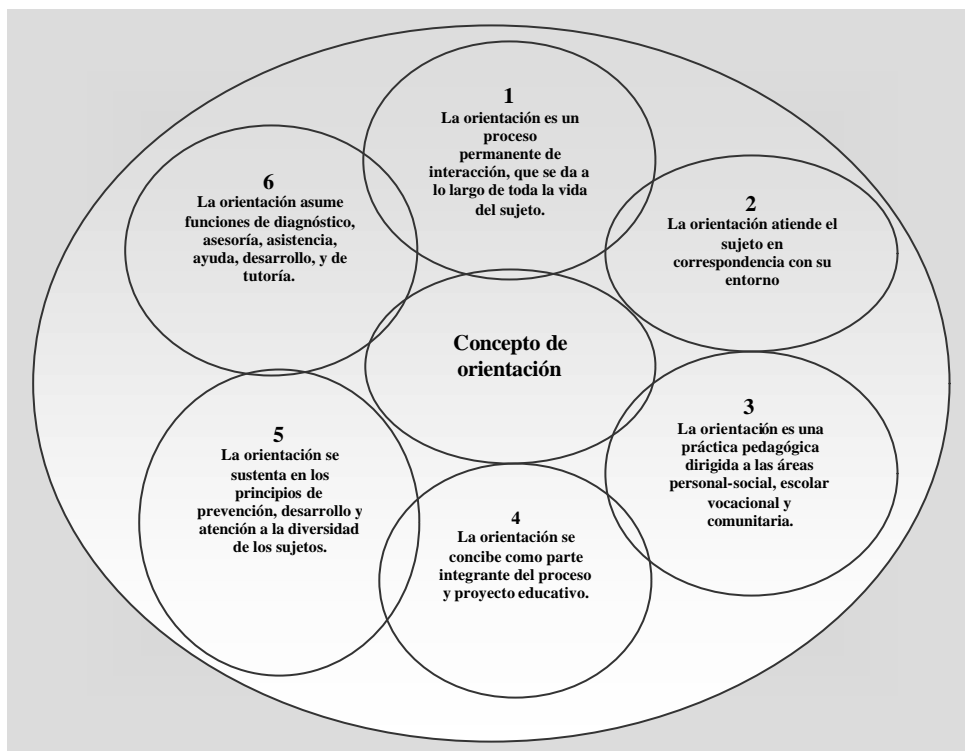 1
La orientación es un
proceso
permanente de
interacción, que se da a
lo largo de toda la vida
del sujeto.
2
La orientación atiende el
sujeto en
correspondencia con su
entorno
3
La orientación es una
práctica pedagógica
dirigida a las áreas
personal-social, escolar
vocacional y
comunitaria.
4
La orientación se
concibe como parte
integrante del proceso
y proyecto educativo.
5
La orientación se
sustenta en los
principios de
prevención, desarrollo y
atención a la diversidad
de los sujetos.
6
La orientación asume
funciones de diagnóstico,
asesoría, asistencia,
ayuda, desarrollo, y de
tutoría.
Concepto de
orientación